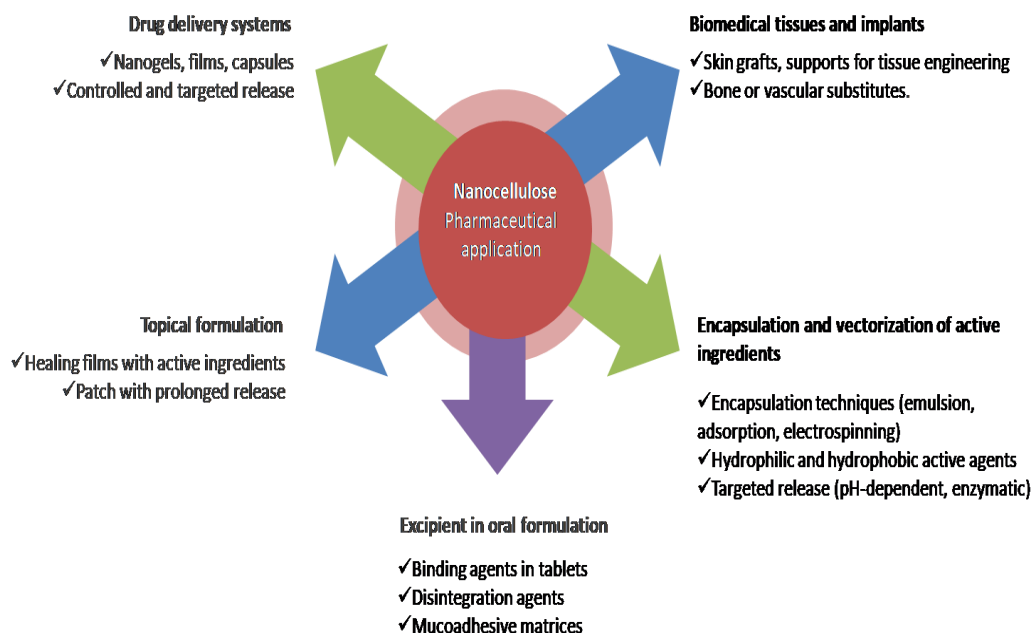 Drug delivery systems
✓Nanogels, films, capsules
✓Controlled and targeted release
Biomedical tissues and implants
✓Skin grafts, supports for tissue engineering
✓Bone or vascular substitutes.
Nanocellulose
Pharmaceutical
application
Topical formulation
✓Healing films with active ingredients
✓Patch with prolonged release
Encapsulation and vectorization of active
ingredients
✓Encapsulation techniques (emulsion,
adsorption, electrospinning)
✓Hydrophilic and hydrophobic active agents
✓Targeted release (pH-dependent, enzymatic)
Excipient in oral formulation
✓Binding agents in tablets
✓Disintegration agents
✓Mucoadhesive matrices